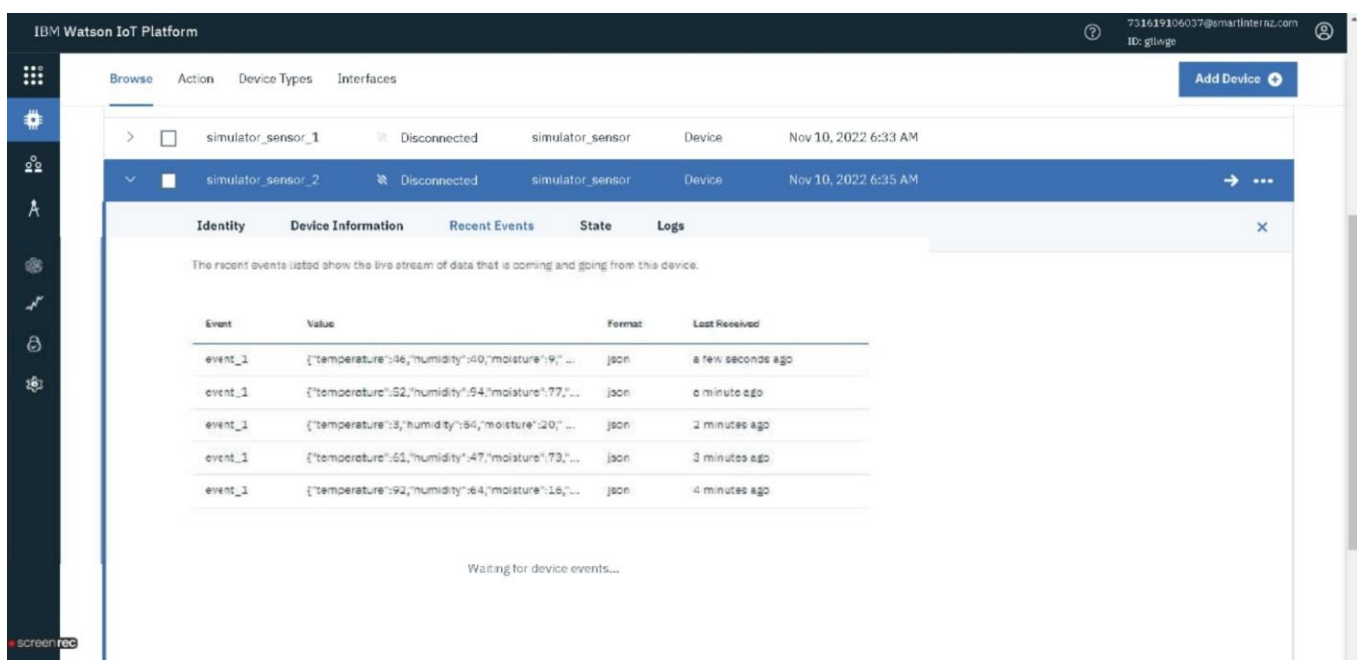 IBM Watson IoT Platform
731619106037@smartinternz.com
ID: gtlwge
Browse Action Device Types Interfaces
Add Device
simulator_sensor_1 Disconnected simulator_sensor Device Nov 10, 2022 6:33 AM
simulator_sensor_2 Disconnected simulator_sensor Device Nov 10, 2022 6:35 AM
Identity Device Information Recent Events State Logs
The recent events listed show the live stream of data that is coming and going from this device.
Event Value Format Last Received
event_1 {"temperature":46,"humidity":40,"moisture":9," ... json a few seconds ago
event_1 {"temperature":52,"humidity":94,"moisture":77,"... json a minute ago
event_1 {"temperature":3,"humidity":54,"moisture":20," ... json 2 minutes ago
event_1 {"temperature":61,"humidity":47,"moisture":73,"... json 3 minutes ago
event_1 {"temperature":92,"humidity":64,"moisture":16,"... json 4 minutes ago
Waiting for device events...
screenrec